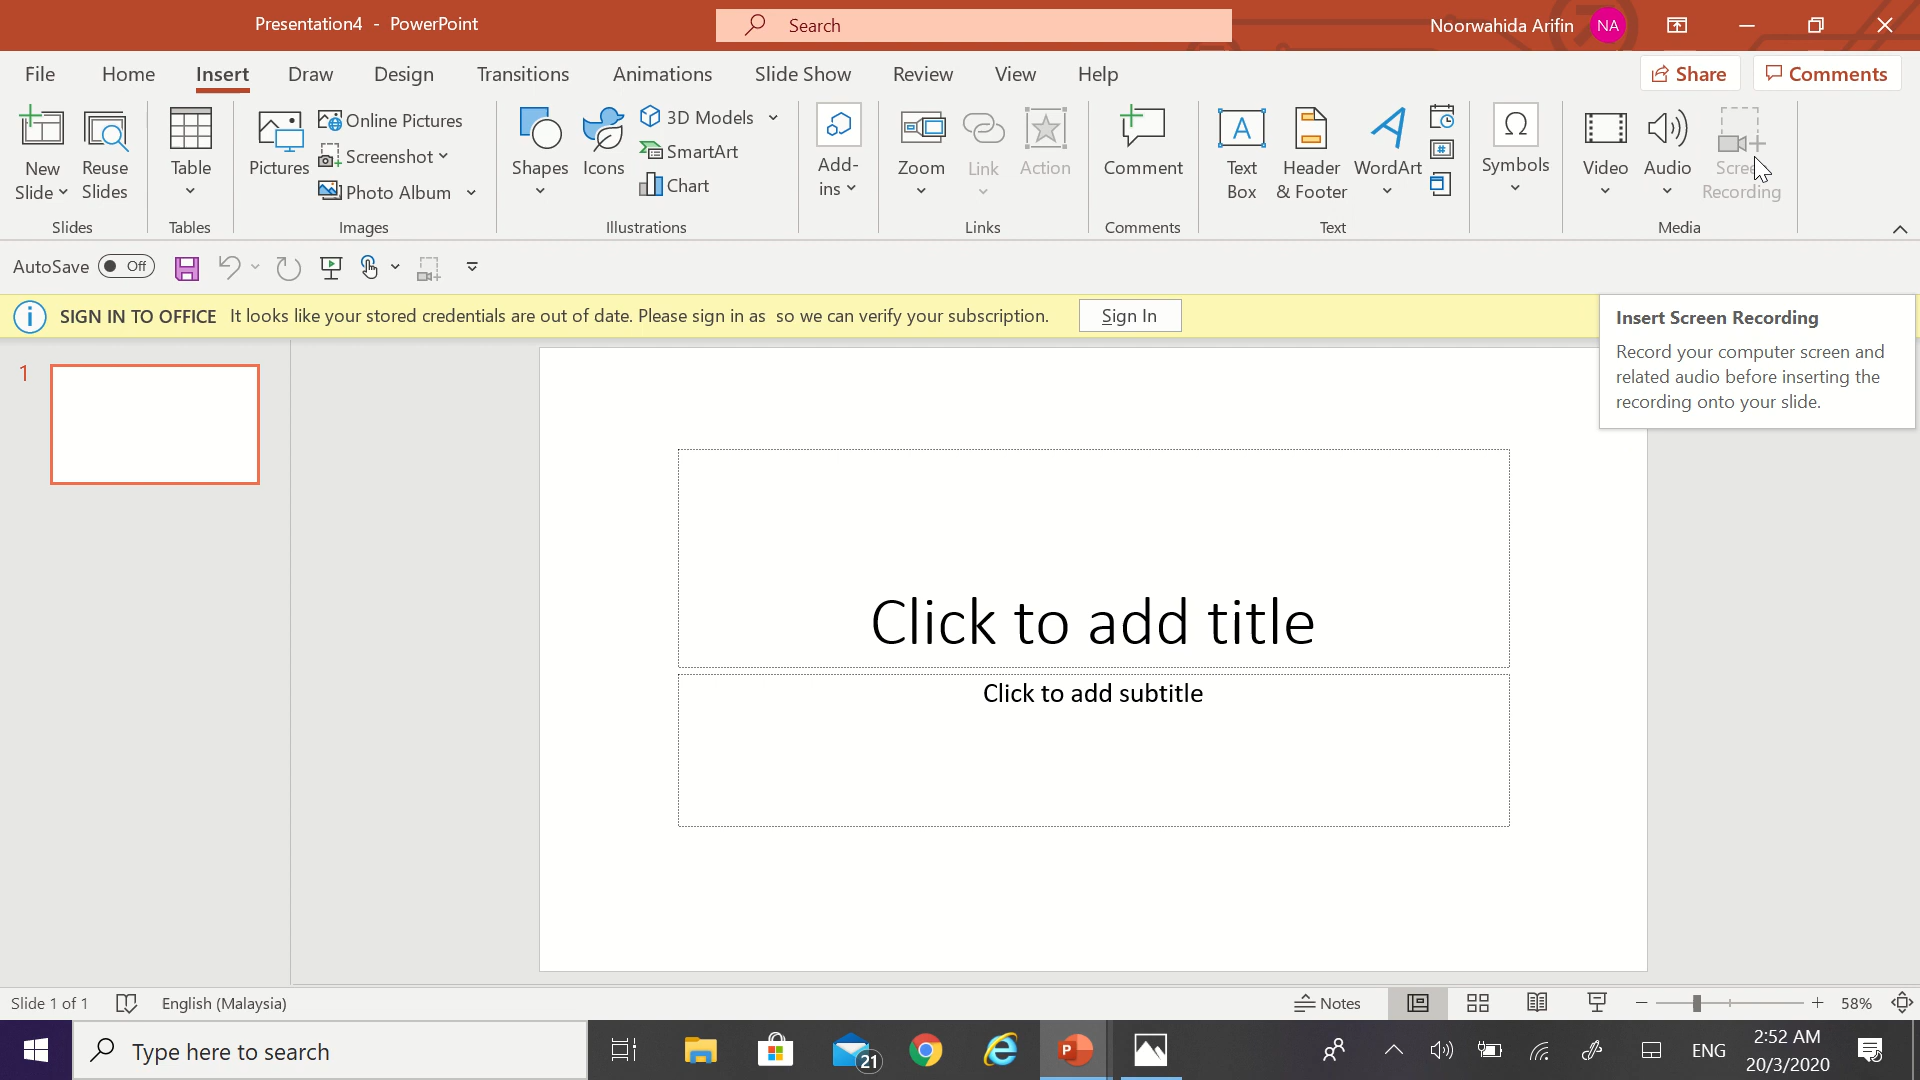 Presentation4 - PowerPoint
Search
Noorwahida Arifin NA
File Home Insert Draw Design Transitions Animations Slide Show Review View Help
Share Comments
New Slide
Reuse Slides
Table
Pictures
Online Pictures
Screenshot
Photo Album
Shapes
Icons
3D Models
SmartArt
Chart
Add-ins
Zoom
Link
Action
Comment
Text Box
Header & Footer
WordArt
Symbols
Video
Audio
Recording
Slides Tables Images Illustrations Links Comments Text Media
AutoSave Off
SIGN IN TO OFFICE It looks like your stored credentials are out of date. Please sign in as so we can verify your subscription. Sign In
Insert Screen Recording
Record your computer screen and
related audio before inserting the
recording onto your slide.
1
Click to add title
Click to add subtitle
Slide 1 of 1 English (Malaysia) Notes 58%
Type here to search
21
ENG
2:52 AM
20/3/2020